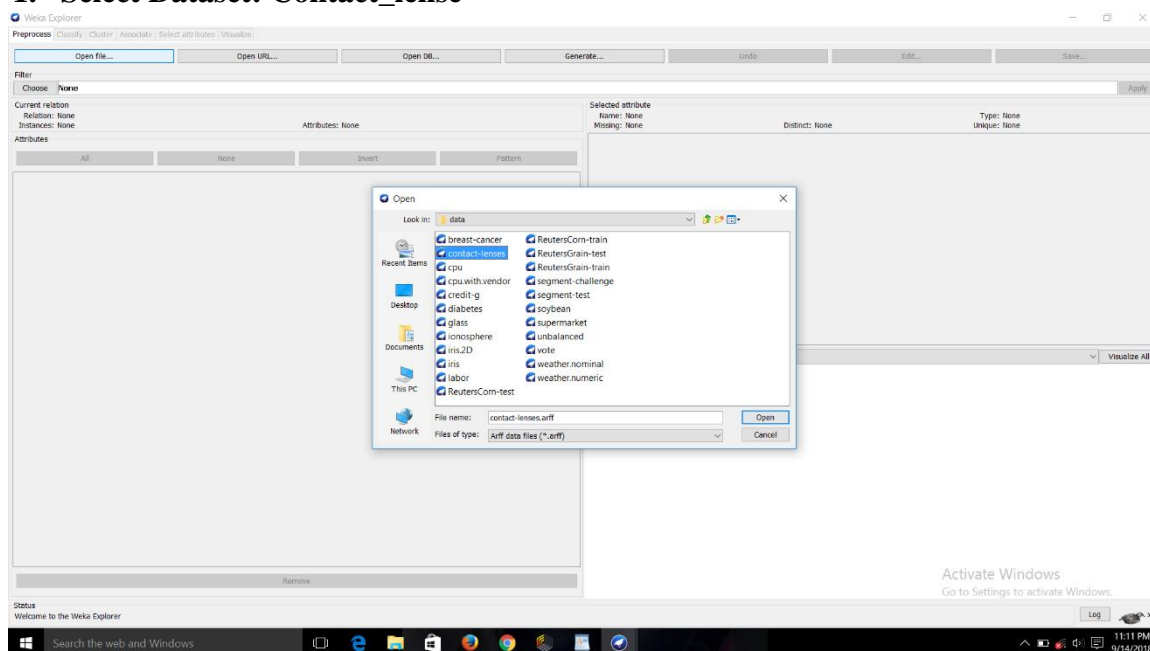 1. Select Dataset: Contact_lense
Weka Explorer
Preprocess Classify Cluster Associate Select attributes Visualize
Open file... Open URL... Open DB... Generate... Undo Edit... Save...
Filter
Choose None Apply
Current relation
Relation: None
Instances: None Attributes: None
Selected attribute
Name: None Type: None
Missing: None Distinct: None Unique: None
Attributes
All None Invert Pattern
Open
Look in: data
Recent Items
Desktop
Documents
This PC
Network
breast-cancer
contact-lenses
cpu
cpu.with.vendor
credit-g
diabetes
glass
ionosphere
iris.2D
iris
labor
ReutersCorn-test
ReutersCorn-train
ReutersGrain-test
ReutersGrain-train
segment-challenge
segment-test
soybean
supermarket
unbalanced
vote
weather.nominal
weather.numeric
File name: contact-lenses.arff Open
Files of type: Arff data files (*.arff) Cancel
Visualize All
Remove
Activate Windows
Go to Settings to activate Windows.
Status
Welcome to the Weka Explorer Log x
Search the web and Windows
11:11 PM
9/14/2018